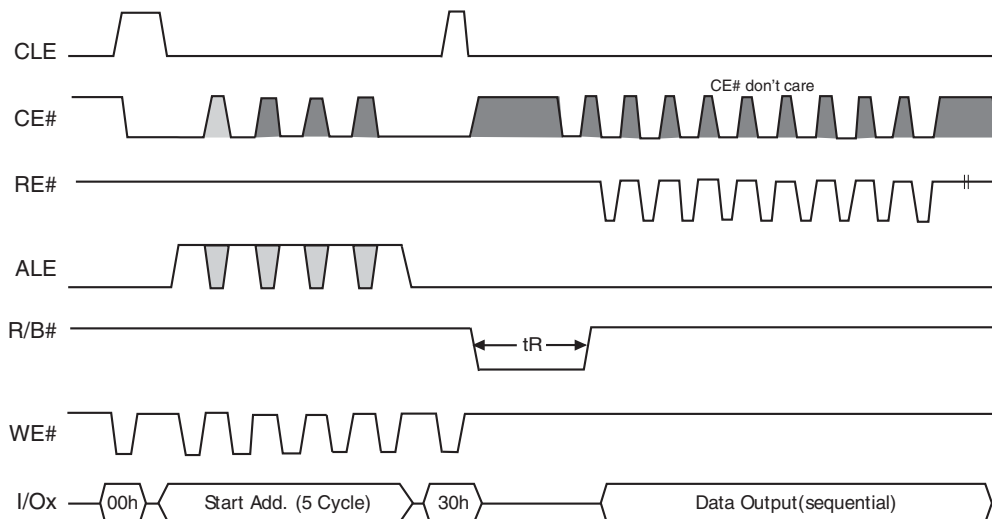 CLE
CE#
CE# don't care
RE#
ALE
R/B#
tR
WE#
I/Ox
00h
Start Add. (5 Cycle)
30h
Data Output(sequential)